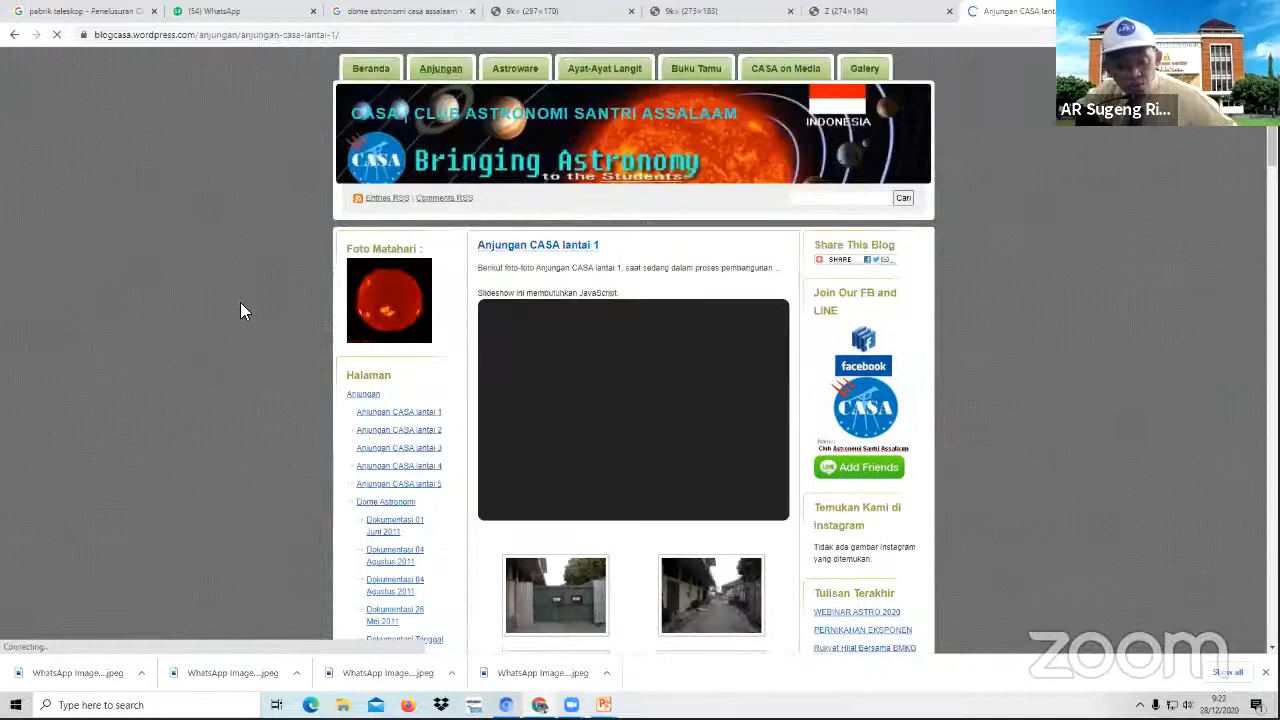 pabrik teleskop - Penelusuran G
(54) WhatsApp
dome astronomi casa assalaam -
9k= (297×170)
9k= (275×183)
Z (274×184)
Anjungan CASA lanta
blogcasa.wordpress.com/anjungan/anjungan-casa-lantai-1/
AR Sugeng Ri...
Beranda
Anjungan
Astroware
Ayat-Ayat Langit
Buku Tamu
CASA on Media
Galery
CASA | CLUB ASTRONOMI SANTRI ASSALAAM
INDONESIA
CASA
Bringing Astronomy
to the Students
Entries RSS | Comments RSS
Cari
Foto Matahari :
Halaman
Anjungan
Anjungan CASA lantai 1
Anjungan CASA lantai 2
Anjungan CASA lantai 3
Anjungan CASA lantai 4
Anjungan CASA lantai 5
Dome Astronomi
Dokumentasi 01
Juni 2011
Dokumentasi 04
Agustus 2011
Dokumentasi 04
Agustus 2011
Dokumentasi 26
Mei 2011
Dokumentasi Tanggal
Anjungan CASA lantai 1
Berikut foto-foto Anjungan CASA lantai 1, saat sedang dalam proses pembangunan ..
Slideshow ini membutuhkan JavaScript.
Share This Blog
SHARE
Join Our FB and
LINE
facebook
CASA
Name:
Club Astronomi Santri Assalaam
Add Friends
Temukan Kami di
Instagram
Tidak ada gambar Instagram
yang ditemukan.
Tulisan Terakhir
WEBINAR ASTRO 2020
PERNIKAHAN EKSPONEN
Rukyat Hilal Bersama BMKG
Connecting...
zoom
WhatsApp Image....jpeg
WhatsApp Image....jpeg
WhatsApp Image....jpeg
WhatsApp Image....jpeg
Show all
Type here to search
9:23
28/12/2020